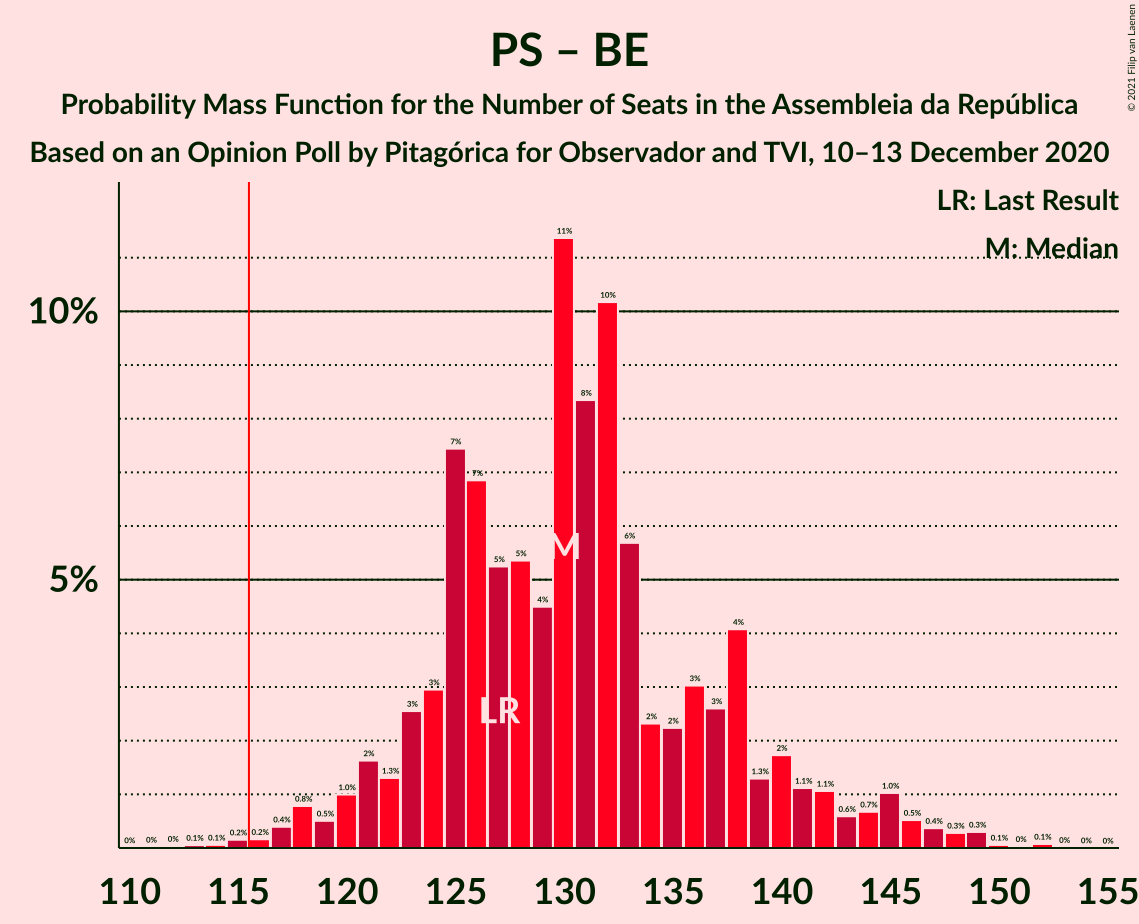 PS – BE
Probability Mass Function for the Number of Seats in the Assembleia da República
Based on an Opinion Poll by Pitagórica for Observador and TVI, 10–13 December 2020
© 2021 Filip van Laenen
LR: Last Result
M: Median
10%
5%
0% 0% 0% 0.1% 0.1% 0.2% 0.2% 0.4% 0.8% 0.5% 1.0% 2% 1.3% 3% 3% 7% 7% 5% 5% 4% 11% 8% 10% 6% 2% 2% 3% 3% 4% 1.3% 2% 1.1% 1.1% 0.6% 0.7% 1.0% 0.5% 0.4% 0.3% 0.3% 0.1% 0% 0.1% 0% 0% 0%
M
LR
110 115 120 125 130 135 140 145 150 155